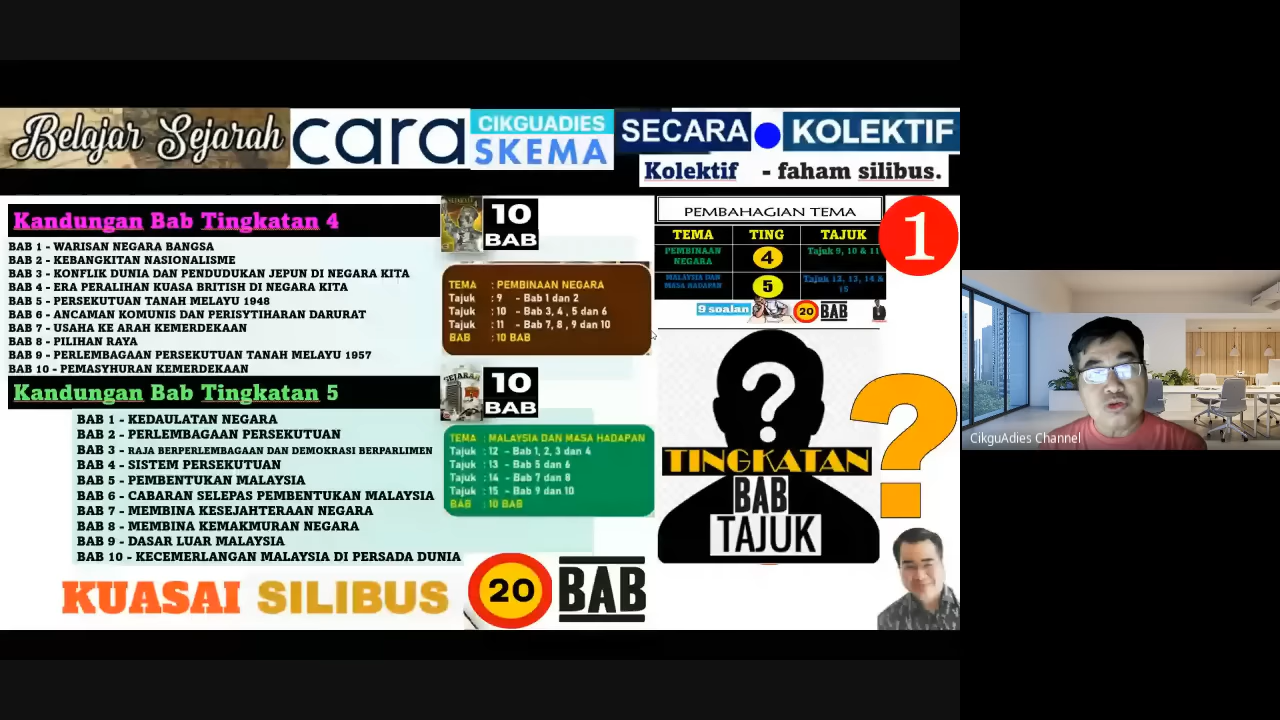 Belajar Sejarah cara CIKGUADIES SKEMA SECARA KOLEKTIF
Kolektif - faham silibus.
Kandungan Bab Tingkatan 4
BAB 1 - WARISAN NEGARA BANGSA
BAB 2 - KEBANGKITAN NASIONALISME
BAB 3 - KONFLIK DUNIA DAN PENDUDUKAN JEPUN DI NEGARA KITA
BAB 4 - ERA PERALIHAN KUASA BRITISH DI NEGARA KITA
BAB 5 - PERSEKUTUAN TANAH MELAYU 1948
BAB 6 - ANCAMAN KOMUNIS DAN PERISYTIHARAN DARURAT
BAB 7 - USAHA KE ARAH KEMERDEKAAN
BAB 8 - PILIHAN RAYA
BAB 9 - PERLEMBAGAAN PERSEKUTUAN TANAH MELAYU 1957
BAB 10 - PEMASYHURAN KEMERDEKAAN
Kandungan Bab Tingkatan 5
BAB 1 - KEDAULATAN NEGARA
BAB 2 - PERLEMBAGAAN PERSEKUTUAN
BAB 3 - RAJA BERPERLEMBAGAAN DAN DEMOKRASI BERPARLIMEN
BAB 4 - SISTEM PERSEKUTUAN
BAB 5 - PEMBENTUKAN MALAYSIA
BAB 6 - CABARAN SELEPAS PEMBENTUKAN MALAYSIA
BAB 7 - MEMBINA KESEJAHTERAAN NEGARA
BAB 8 - MEMBINA KEMAKMURAN NEGARA
BAB 9 - DASAR LUAR MALAYSIA
BAB 10 - KECEMERLANGAN MALAYSIA DI PERSADA DUNIA
KUASAI SILIBUS 20 BAB
10
BAB
TEMA : PEMBINAAN NEGARA
Tajuk : 9 - Bab 1 dan 2
Tajuk : 10 - Bab 3, 4, 5 dan 6
Tajuk : 11 - Bab 7, 8, 9 dan 10
BAB : 10 BAB
SEJARAH
10
BAB
TEMA : MALAYSIA DAN MASA HADAPAN
Tajuk : 12 - Bab 1, 2, 3 dan 4
Tajuk : 13 - Bab 5 dan 6
Tajuk : 14 - Bab 7 dan 8
Tajuk : 15 - Bab 9 dan 10
BAB : 10 BAB
PEMBAHAGIAN TEMA
1
TEMA TING TAJUK
PEMBINAAN NEGARA 4 Tajuk 9, 10 & 11
MALAYSIA DAN MASA HADAPAN 5 Tajuk 12, 13, 14 & 15
9 soalan 20 BAB
?
?
TINGKATAN
BAB
TAJUK
CikguAdies Channel